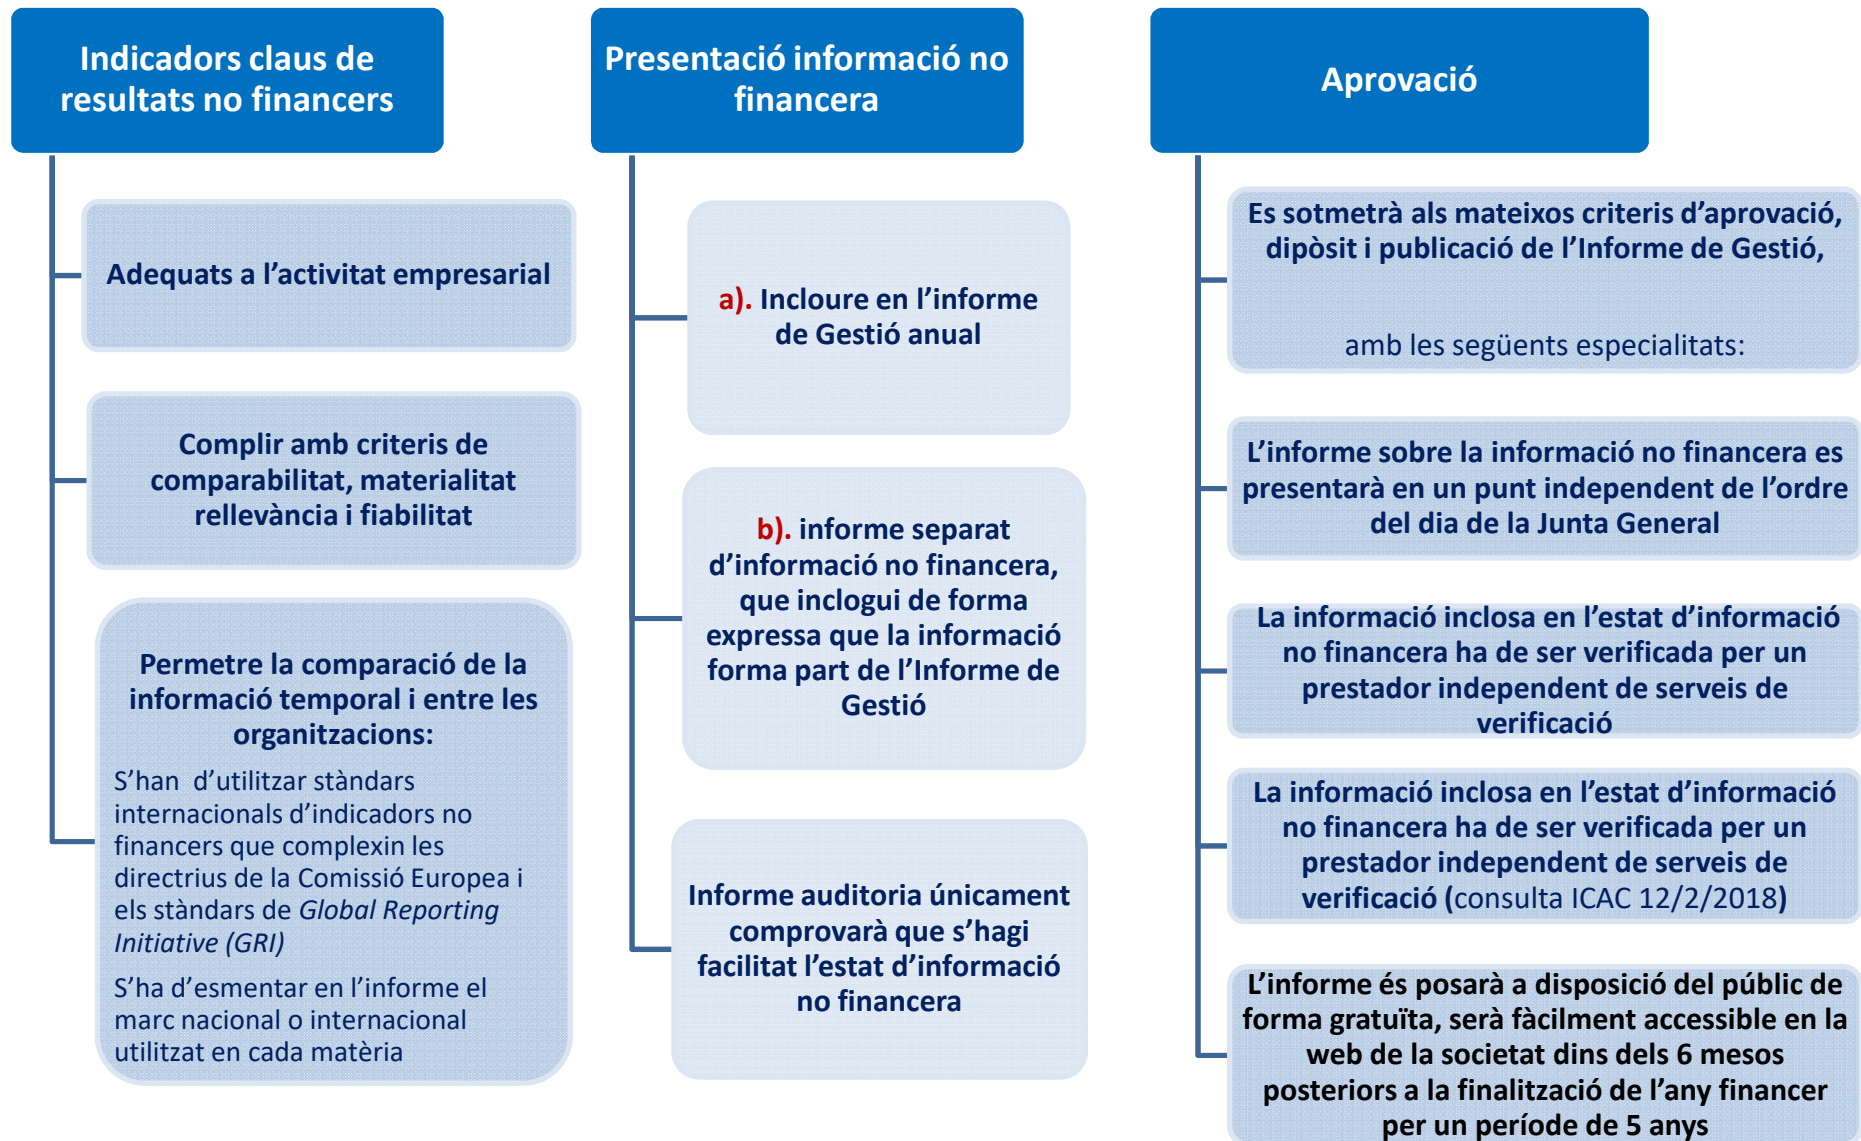 Indicadors claus de
resultats no financers
Adequats a l’activitat empresarial
Complir amb criteris de
comparabilitat, materialitat
rellevància i fiabilitat
Permetre la comparació de la
informació temporal i entre les
organitzacions:
S’han d’utilitzar stàndars
internacionals d’indicadors no
financers que complexin les
directrius de la Comissió Europea i
els stàndars de Global Reporting
Initiative (GRI)
S’ha d’esmentar en l’informe el
marc nacional o internacional
utilitzat en cada matèria
Presentació informació no
financera
a). Incloure en l’informe
de Gestió anual
b). informe separat
d’informació no financera,
que inclogui de forma
expressa que la informació
forma part de l’Informe de
Gestió
Informe auditoria únicament
comprovarà que s’hagi
facilitat l’estat d’informació
no financera
Aprovació
Es sotmetrà als mateixos criteris d’aprovació,
dipòsit i publicació de l’Informe de Gestió,
amb les següents especialitats:
L’informe sobre la informació no financera es
presentarà en un punt independent de l’ordre
del dia de la Junta General
La informació inclosa en l’estat d’informació
no financera ha de ser verificada per un
prestador independent de serveis de
verificació
La informació inclosa en l’estat d’informació
no financera ha de ser verificada per un
prestador independent de serveis de
verificació (consulta ICAC 12/2/2018)
L’informe és posarà a disposició del públic de
forma gratuïta, serà fàcilment accessible en la
web de la societat dins dels 6 mesos
posteriors a la finalització de l’any financer
per un període de 5 anys